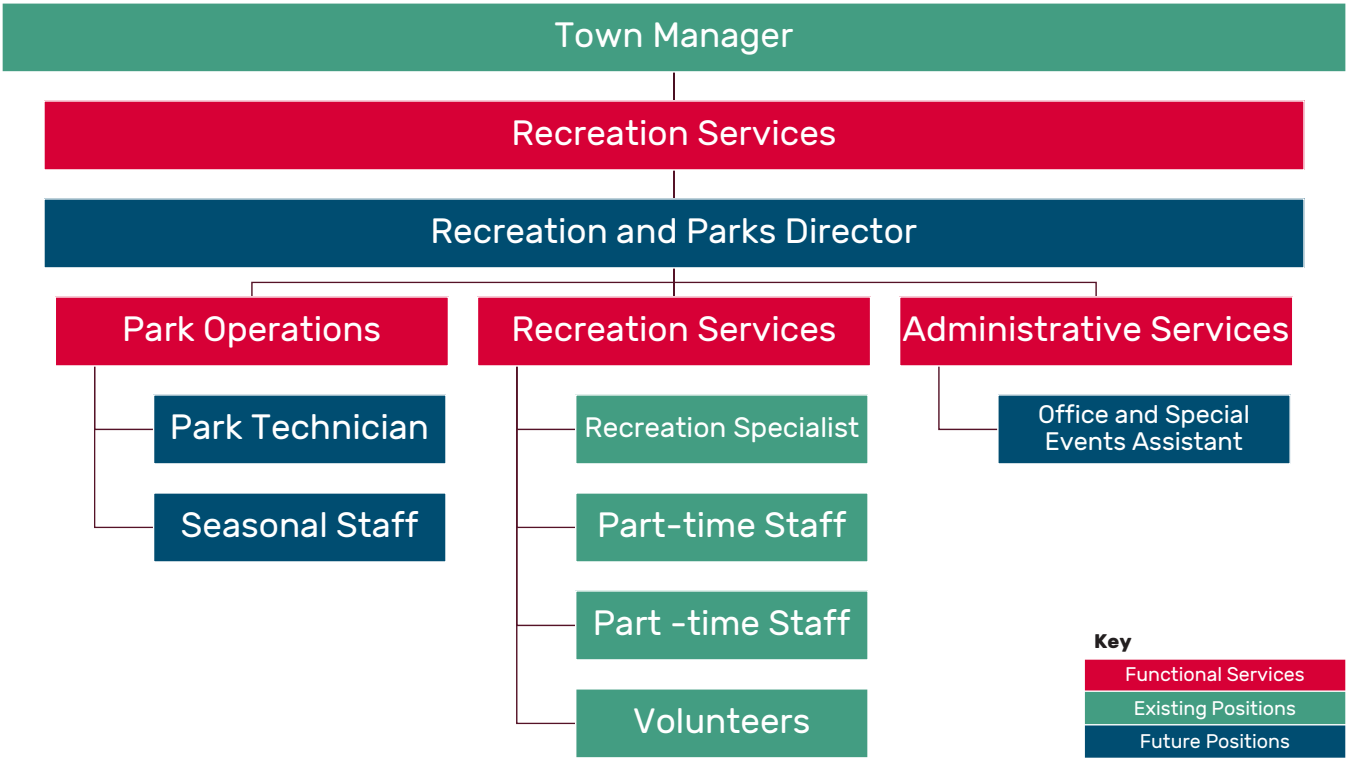 Town Manager
Recreation Services
Recreation and Parks Director
Park Operations
Park Technician
Seasonal Staff
Recreation Services
Recreation Specialist
Part-time Staff
Part -time Staff
Volunteers
Administrative Services
Office and Special
Events Assistant
Key
Functional Services
Existing Positions
Future Positions